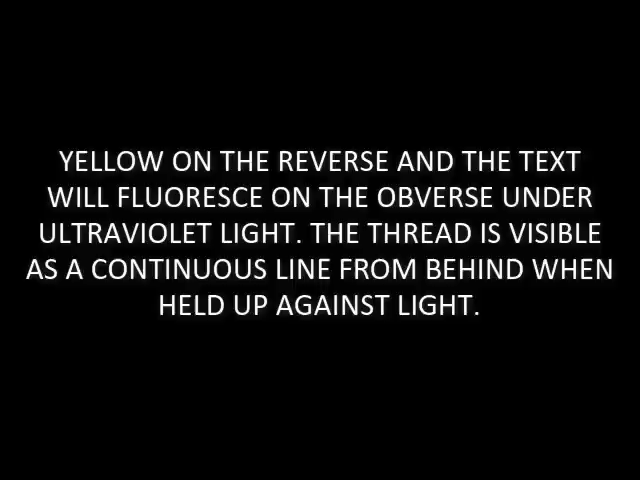 YELLOW ON THE REVERSE AND THE TEXT
WILL FLUORESCE ON THE OBVERSE UNDER
ULTRAVIOLET LIGHT. THE THREAD IS VISIBLE
AS A CONTINUOUS LINE FROM BEHIND WHEN
HELD UP AGAINST LIGHT.